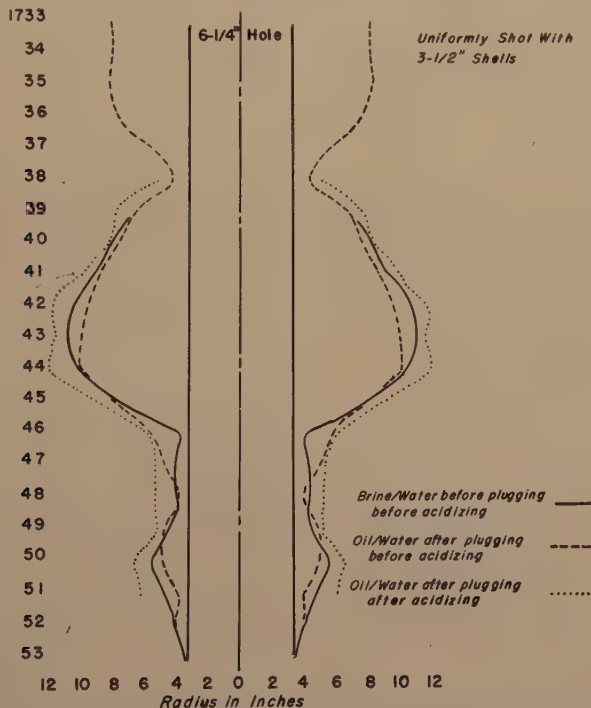 1733
6-1/4" Hole
Uniformly Shot With
3-1/2" Shells
34
35
36
37
38
39
40
41
42
43
44
45
46
47
48
49
50
51
52
53
Brine/Water before plugging
before acidizing
Oil/Water after plugging
before acidizing
Oil/Water after plugging
after acidizing
12 10 8 6 4 2 0 2 4 6 8 10 12
Radius in Inches